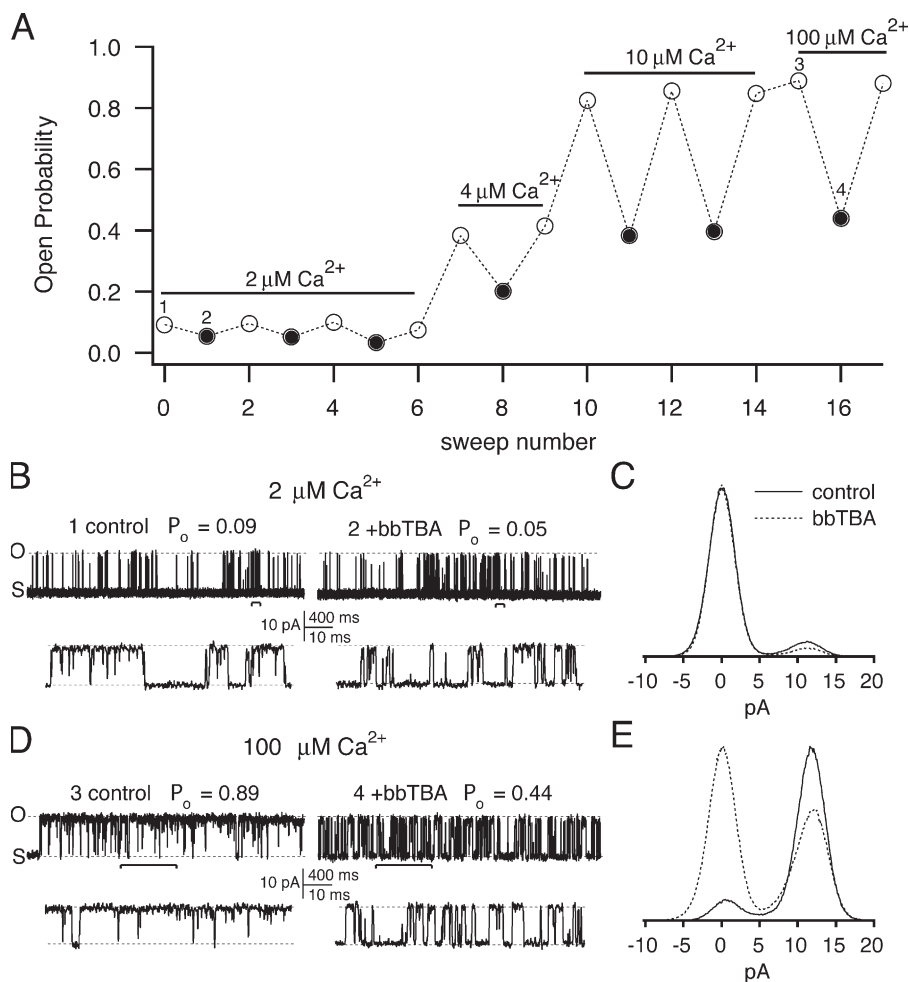 A
1.0
0.8
0.6
0.4
0.2
0.0
Open Probability
100 μM Ca2+
10 μM Ca2+
3
4 μM Ca2+
4
2 μM Ca2+
1
2
0 2 4 6 8 10 12 14 16
sweep number
B
2 μM Ca2+
1 control Po = 0.09
2 +bbTBA Po = 0.05
O
S
10 pA 400 ms
10 ms
C
control
bbTBA
-10 -5 0 5 10 15 20
pA
D
100 μM Ca2+
3 control Po = 0.89
4 +bbTBA Po = 0.44
O
S
10 pA 400 ms
10 ms
E
-10 -5 0 5 10 15 20
pA